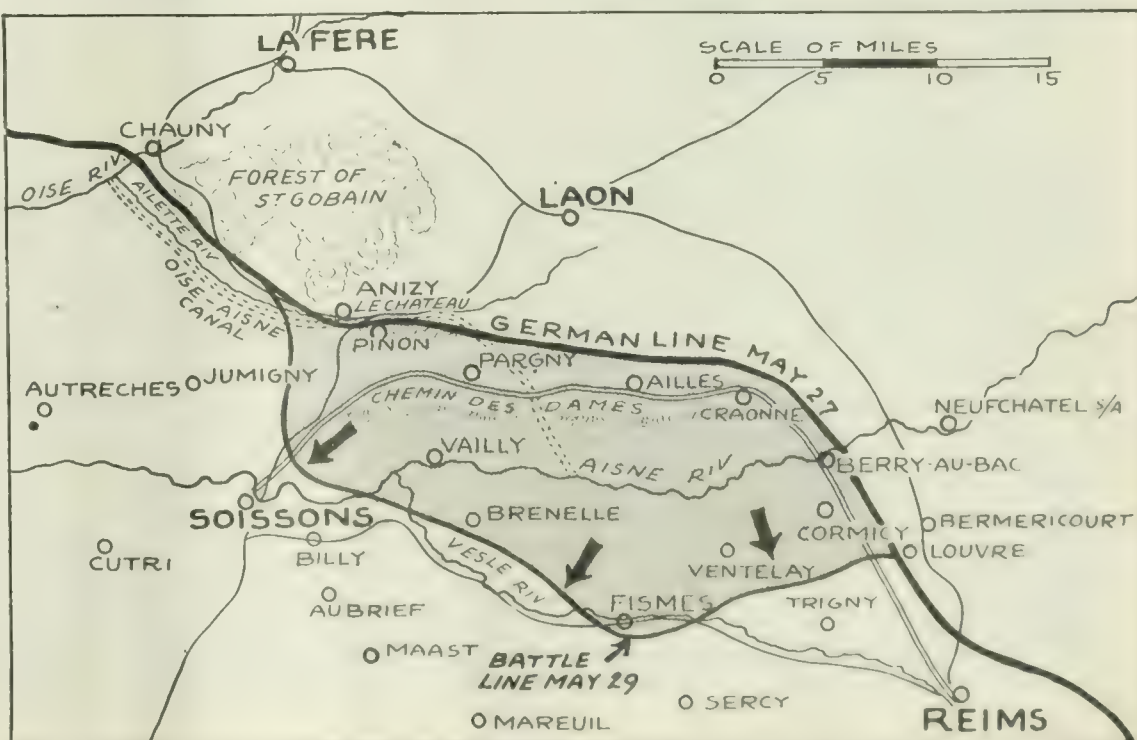 LA FERE
SCALE OF MILES
0 5 10 15
CHAUNY
OISE RIV.
AILETTE RIV
FOREST OF
ST GOBAIN
LAON
OISE-AISNE
CANAL
ANIZY
LE CHATEAU
PINON
GERMAN LINE MAY 27
PARGNY
AUTRECHES
JUMIGNY
AILLES
CHEMIN DES DAMES
CRAONNE
NEUFCHATEL S/A
VAILLY
AISNE RIV
BERRY-AU-BAC
SOISSONS
BRENELLE
CORMICY
BERMERICOURT
CUTRI
BILLY
VESLE RIV
VENTELAY
LOUVRE
AUBRIEF
FISMES
TRIGNY
MAAST
BATTLE
LINE MAY 29
SERCY
MAREUIL
REIMS